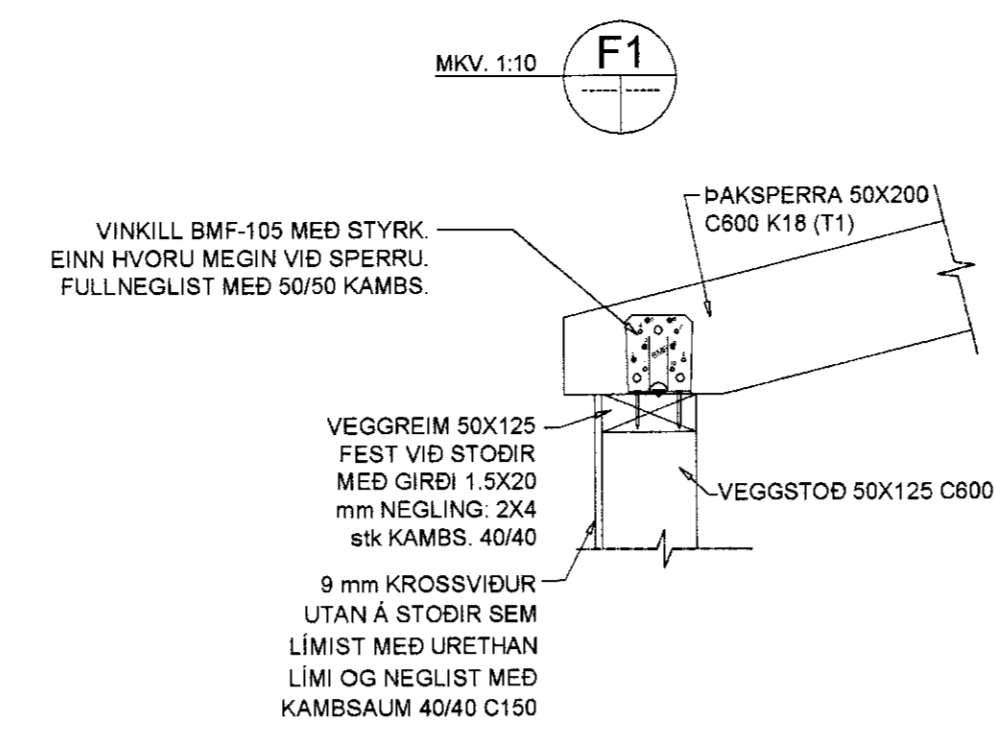 F1
MKV. 1:10
ÞAKSPERRA 50X200
C600 K18 (T1)
VINKILL BMF-105 MEÐ STYRK.
EINN HVORU MEGIN VIÐ SPERRU.
FULLNEGLIST MEÐ 50/50 KAMBS.
BMF
VEGGREIM 50X125
FEST VIÐ STOÐIR
MEÐ GIRÐI 1.5X20
mm NEGLING: 2X4
stk KAMBS. 40/40
VEGGSTOÐ 50X125 C600
9 mm KROSSVIÐUR
UTAN Á STOÐIR SEM
LÍMIST MEÐ URETHAN
LÍMI OG NEGLIST MEÐ
KAMBSAUM 40/40 C150